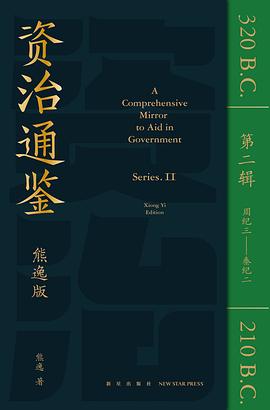 资治通鉴
熊逸版
熊逸 著
A
Comprehensive
Mirror
to Aid in
Government
Series. II
Xiong Yi
Edition
新星出版社 NEW STAR PRESS
320 B.C.
第二辑
周纪三——秦纪二
210 B.C.